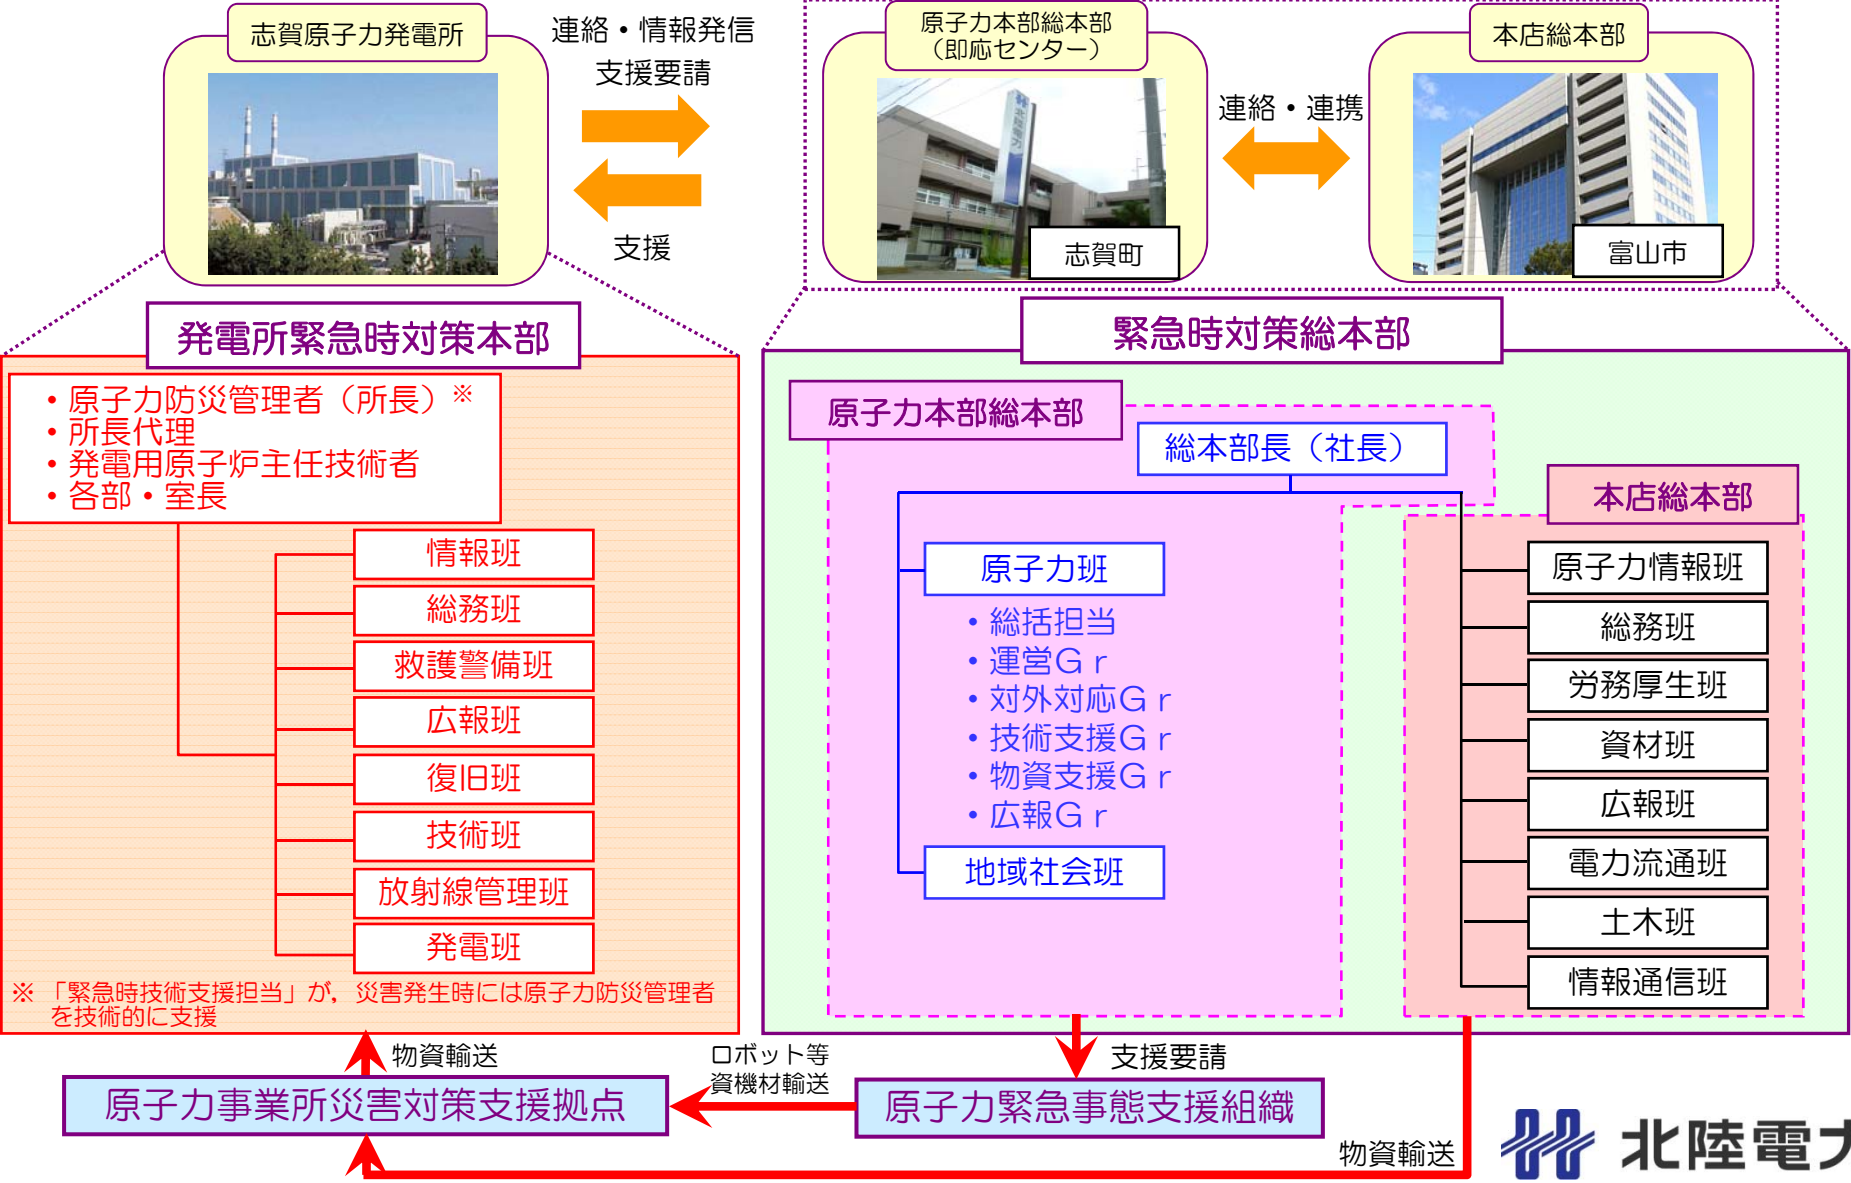 志賀原子力発電所
連絡・情報発信
支援要請
支援
原子力本部総本部
（即応センター）
北陸電力
志賀町
連絡・連携
本店総本部
富山市
発電所緊急時対策本部
・原子力防災管理者（所長）※
・所長代理
・発電用原子炉主任技術者
・各部・室長
情報班
総務班
救護警備班
広報班
復旧班
技術班
放射線管理班
発電班
※ 「緊急時技術支援担当」が，災害発生時には原子力防災管理者
を技術的に支援
緊急時対策総本部
原子力本部総本部
総本部長（社長）
原子力班
・総括担当
・運営Ｇｒ
・対外対応Ｇｒ
・技術支援Ｇｒ
・物資支援Ｇｒ
・広報Ｇｒ
地域社会班
本店総本部
原子力情報班
総務班
労務厚生班
資材班
広報班
電力流通班
土木班
情報通信班
物資輸送
ロボット等
資機材輸送
支援要請
原子力事業所災害対策支援拠点
原子力緊急事態支援組織
物資輸送
北陸電力